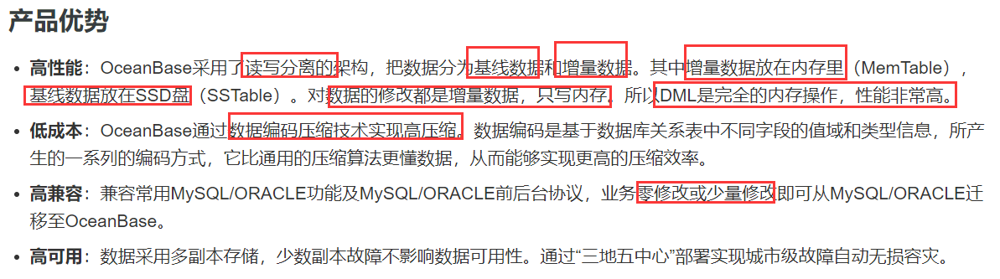 产品优势
• 高性能：OceanBase采用了读写分离的架构，把数据分为基线数据和增量数据。其中增量数据放在内存里（MemTable），
基线数据放在SSD盘（SSTable）。对数据的修改都是增量数据，只写内存。所以DML是完全的内存操作，性能非常高。
• 低成本：OceanBase通过数据编码压缩技术实现高压缩。数据编码是基于数据库关系表中不同字段的值域和类型信息，所产
生的一系列的编码方式，它比通用的压缩算法更懂数据，从而能够实现更高的压缩效率。
• 高兼容：兼容常用MySQL/ORACLE功能及MySQL/ORACLE前后台协议，业务零修改或少量修改即可从MySQL/ORACLE迁
移至OceanBase。
• 高可用：数据采用多副本存储，少数副本故障不影响数据可用性。通过“三地五中心”部署实现城市级故障自动无损容灾。